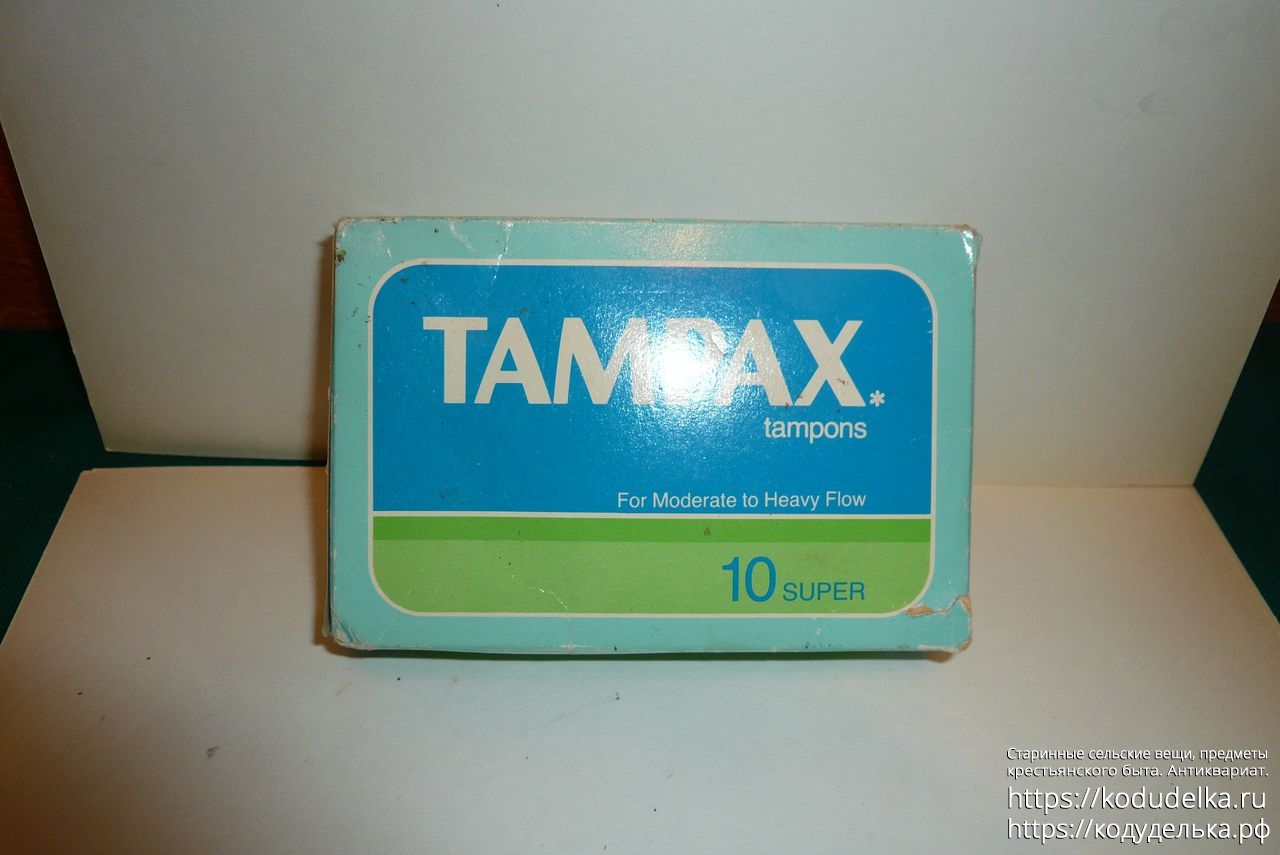 TAMPAX*
tampons
For Moderate to Heavy Flow
10 SUPER
Старинные сельские вещи, предметы
крестьянского быта. Антиквариат.
https://kodudelka.ru
https://кодуделька.рф